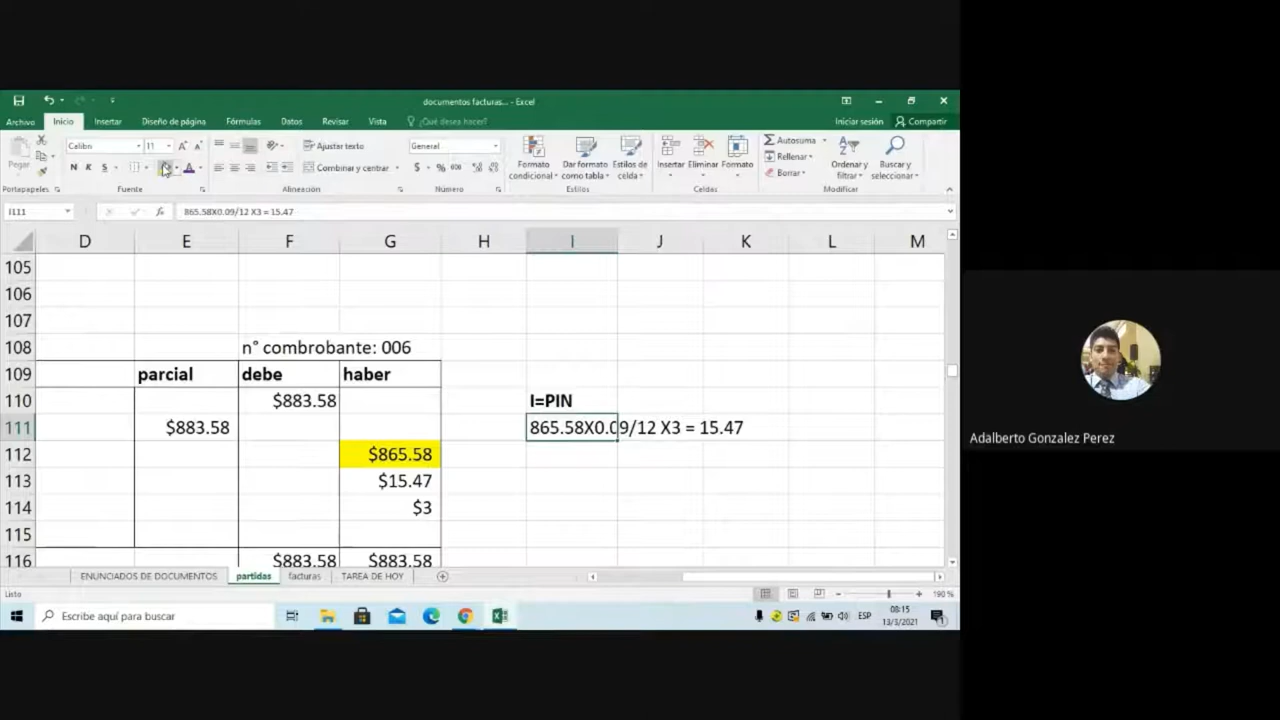 documentos facturas... - Excel
Archivo Inicio Insertar Diseño de página Fórmulas Datos Revisar Vista ¿Qué desea hacer? Iniciar sesión Compartir
Pegar Calibri 11 N K S Ajustar texto Combinar y centrar General $ % 000 Formato condicional Dar formato como tabla Estilos de celda Insertar Eliminar Formato Autosuma Rellenar Borrar Ordenar y filtrar Buscar y seleccionar
Portapapeles Fuente Alineación Número Estilos Celdas Modificar
I111 fx 865.58X0.09/12 X3 = 15.47
D E F G H I J K L M
105
106
107
108 n° combrobante: 006
109 parcial debe haber
110 $883.58 I=PIN
111 $883.58 865.58X0.09/12 X3 = 15.47
112 $865.58
113 $15.47
114 $3
115
116 $883.58 $883.58
ENUNCIADOS DE DOCUMENTOS partidas facturas TAREA DE HOY
Listo 190 %
Escribe aquí para buscar ESP 08:15
13/3/2021
Adalberto Gonzalez Perez